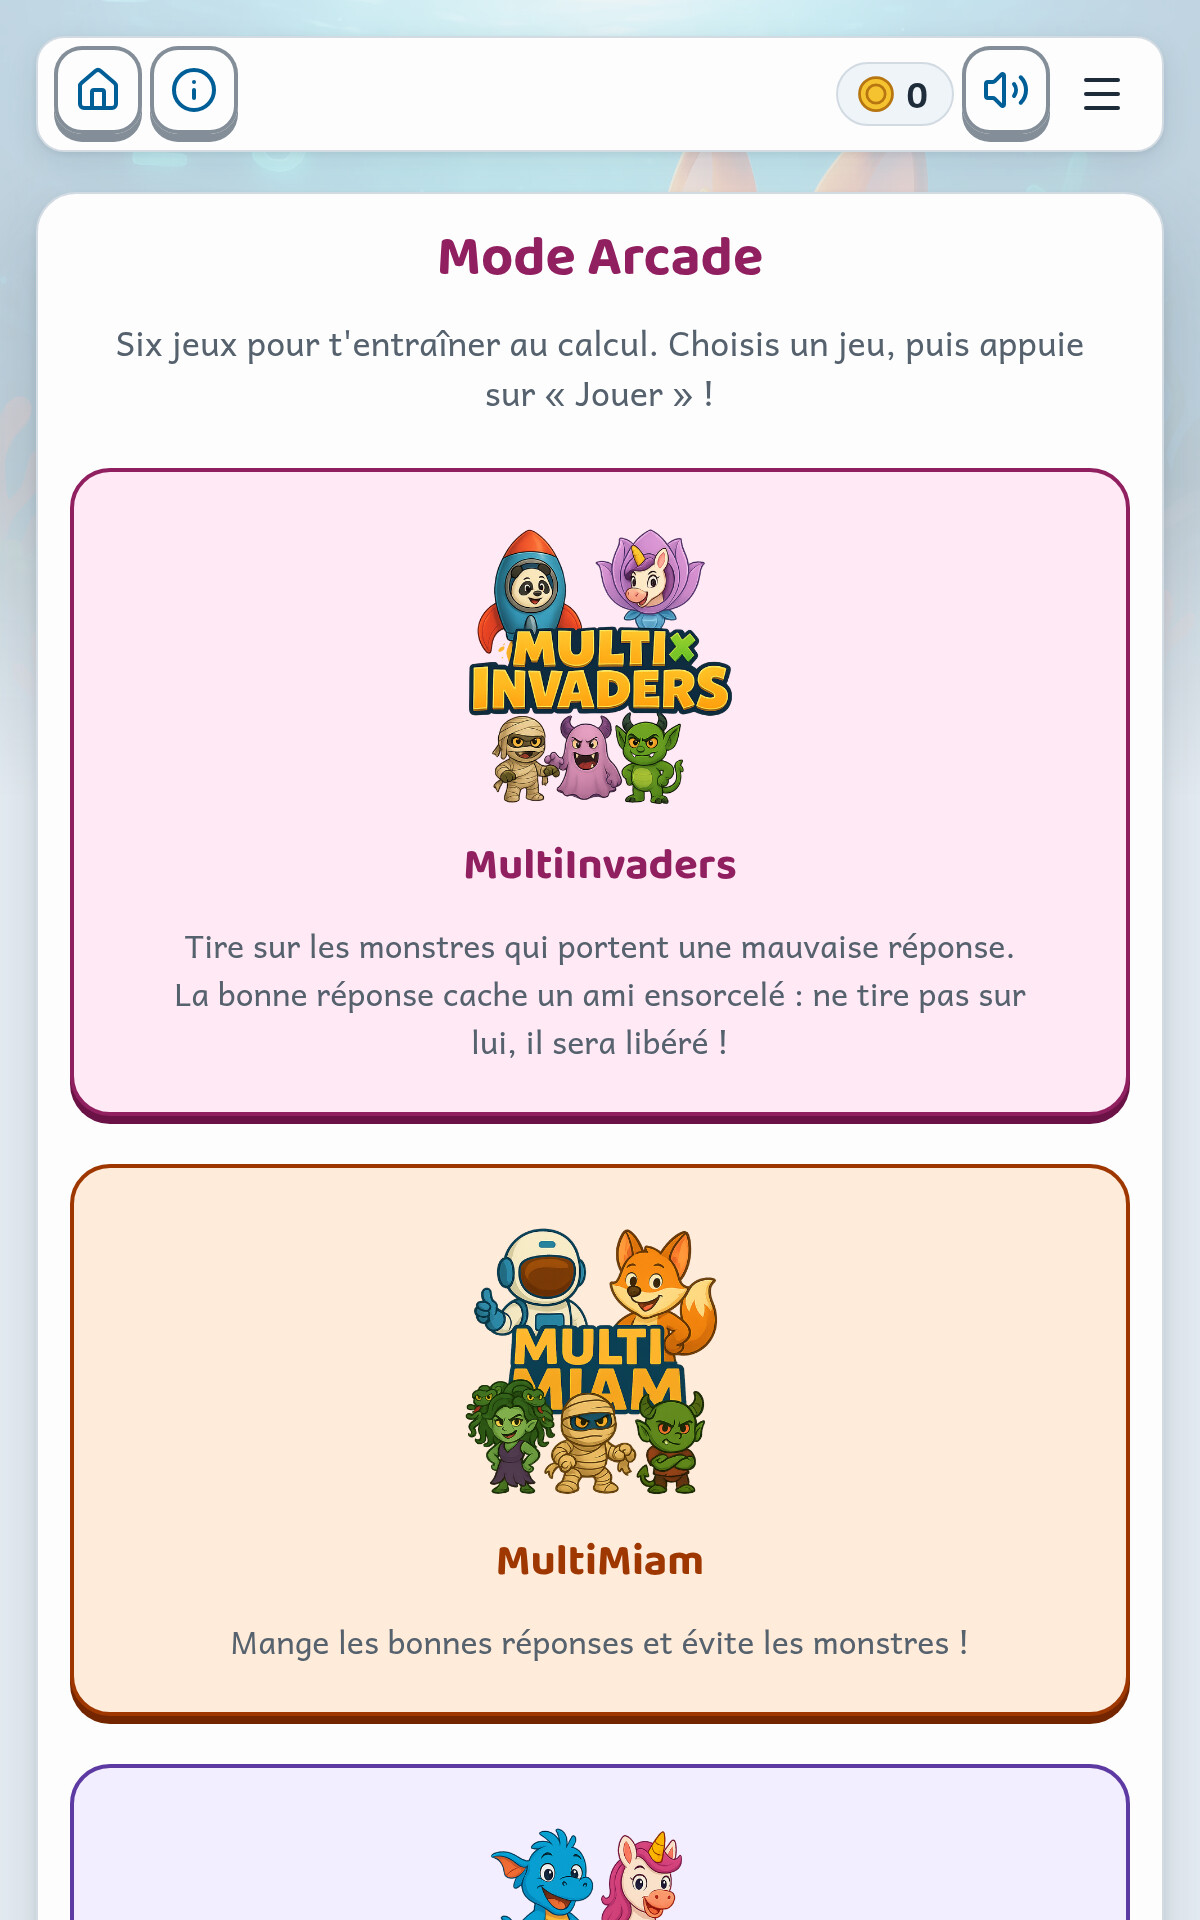 0
Mode Arcade
Six jeux pour t'entraîner au calcul. Choisis un jeu, puis appuie
sur « Jouer » !
MULTI×
INVADERS
MultiInvaders
Tire sur les monstres qui portent une mauvaise réponse.
La bonne réponse cache un ami ensorcelé : ne tire pas sur
lui, il sera libéré !
MULTI
MIAM
MultiMiam
Mange les bonnes réponses et évite les monstres !